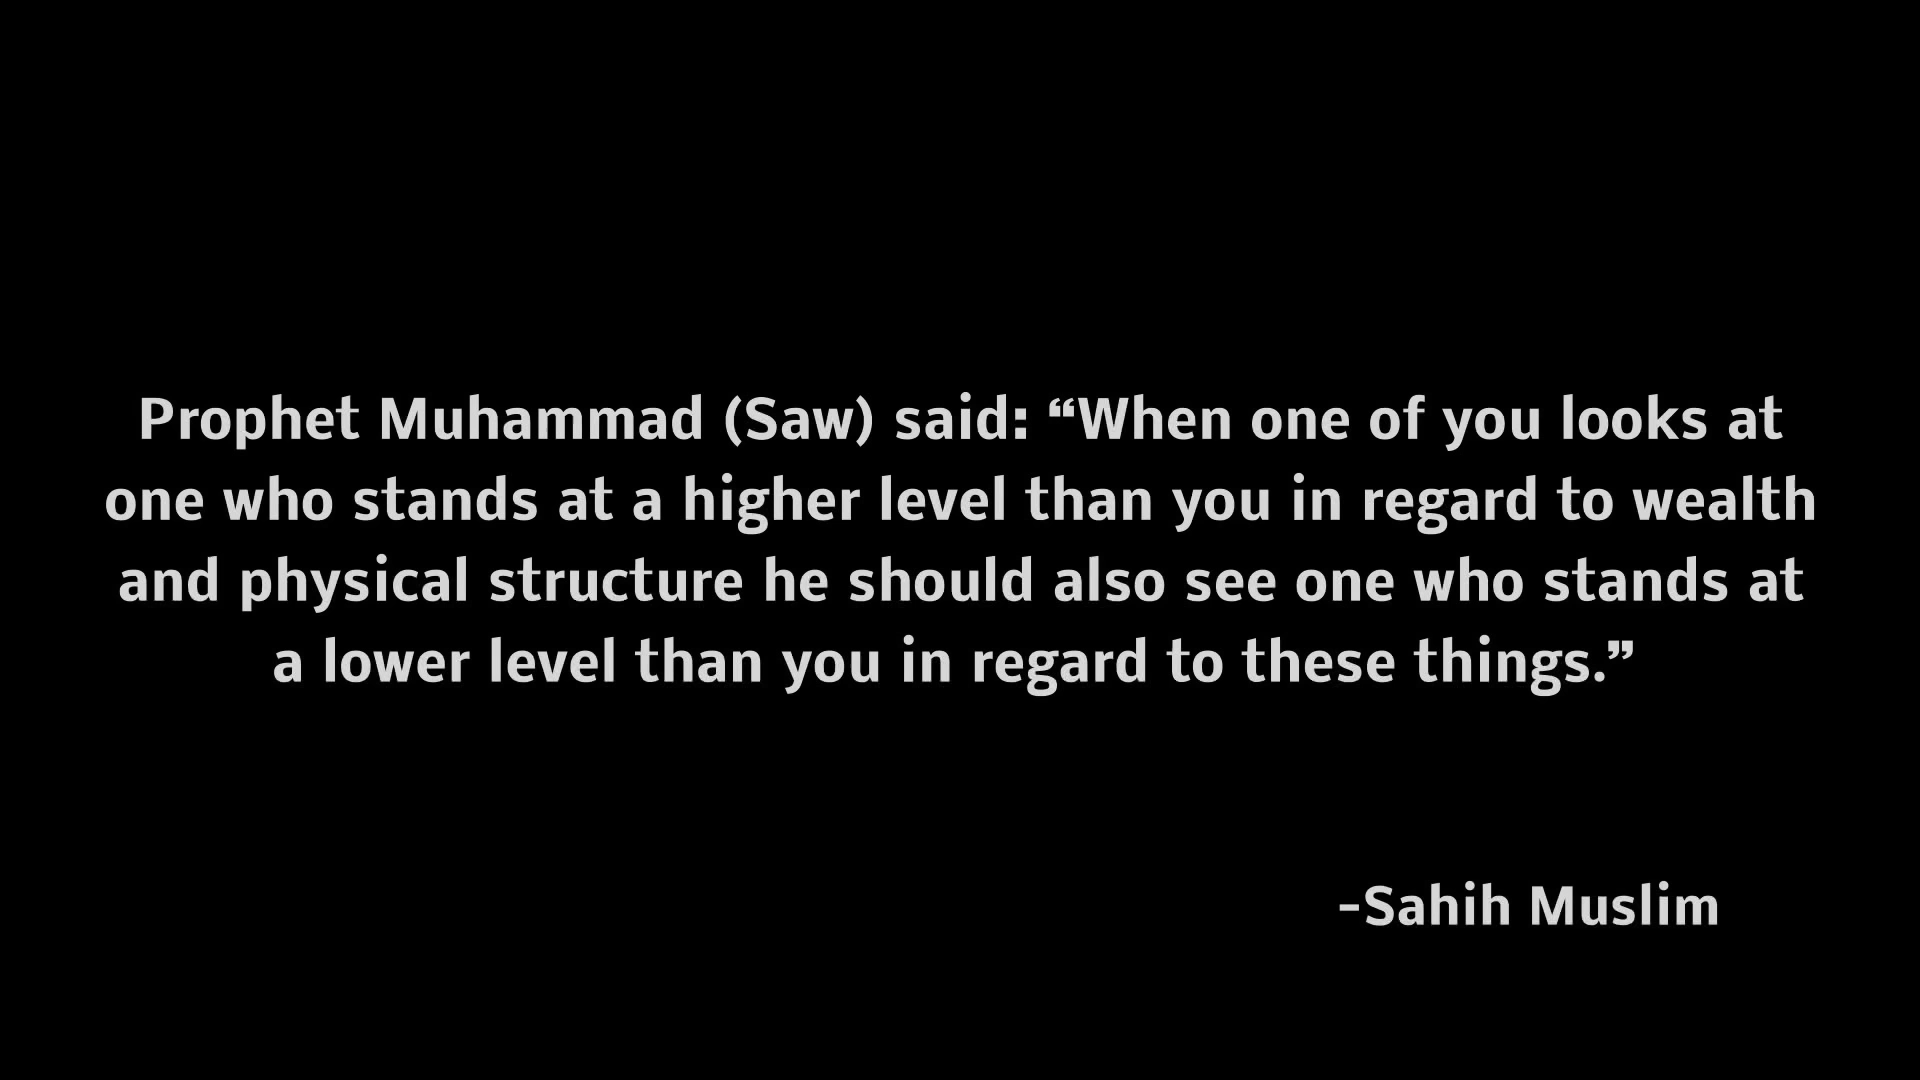 Prophet Muhammad (Saw) said: “When one of you looks at
one who stands at a higher level than you in regard to wealth
and physical structure he should also see one who stands at
a lower level than you in regard to these things.”
-Sahih Muslim